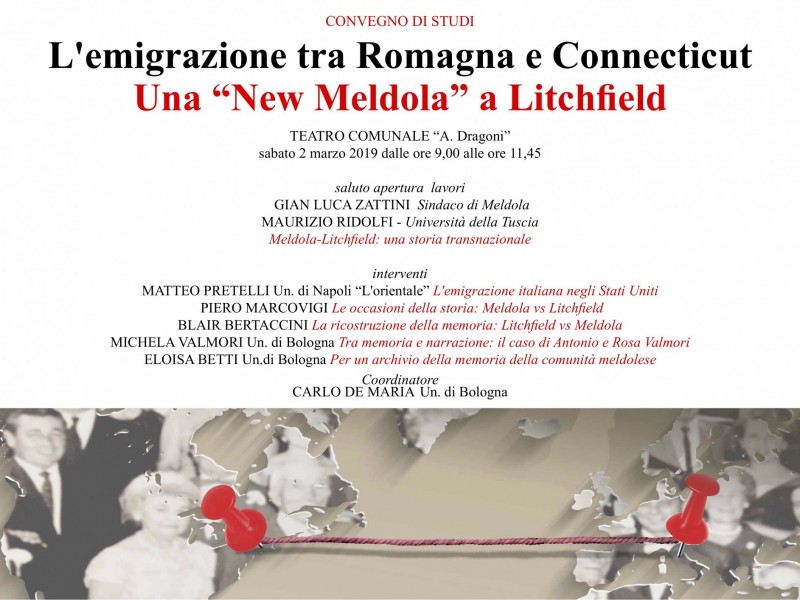 CONVEGNO DI STUDI
L'emigrazione tra Romagna e Connecticut
Una “New Meldola” a Litchfield
TEATRO COMUNALE “A. Dragoni”
sabato 2 marzo 2019 dalle ore 9,00 alle ore 11,45
saluto apertura lavori
GIAN LUCA ZATTINI Sindaco di Meldola
MAURIZIO RIDOLFI - Università della Tuscia
Meldola-Litchfield: una storia transnazionale
interventi
MATTEO PRETELLI Un. di Napoli “L'orientale” L'emigrazione italiana negli Stati Uniti
PIERO MARCOVIGI Le occasioni della storia: Meldola vs Litchfield
BLAIR BERTACCINI La ricostruzione della memoria: Litchfield vs Meldola
MICHELA VALMORI Un. di Bologna Tra memoria e narrazione: il caso di Antonio e Rosa Valmori
ELOISA BETTI Un.di Bologna Per un archivio della memoria della comunità meldolese
Coordinatore
CARLO DE MARIA Un. di Bologna